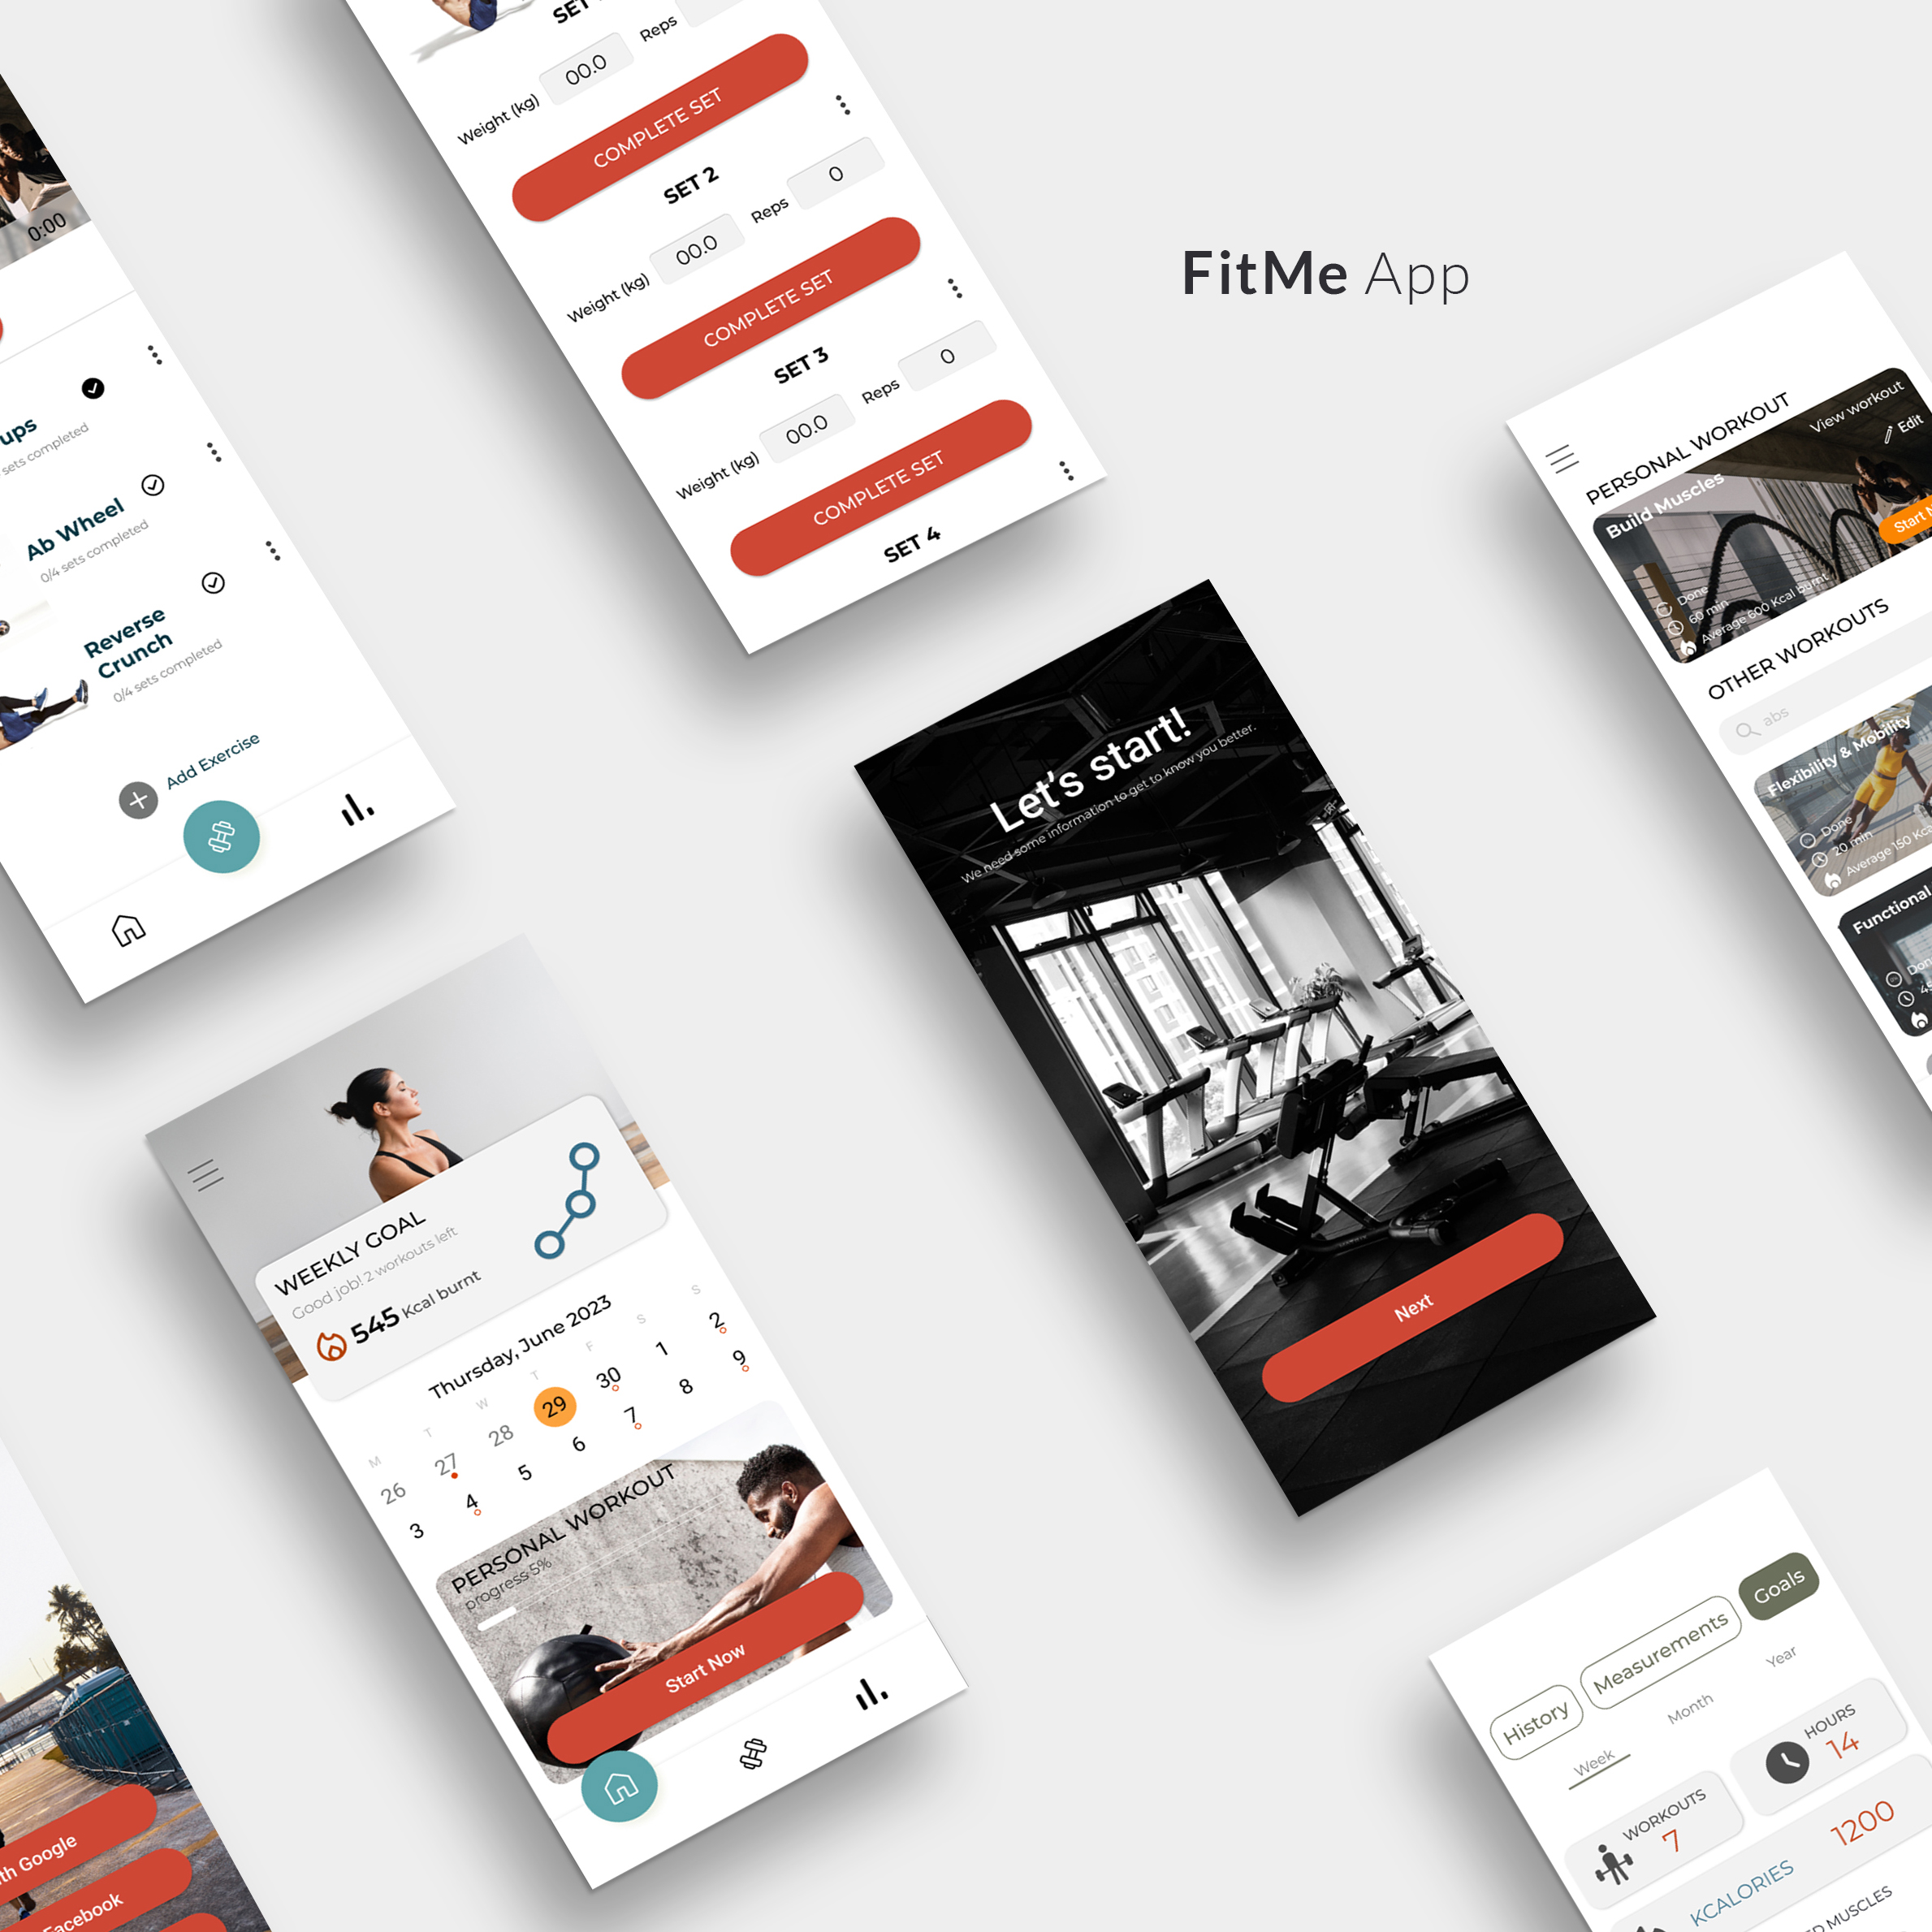 FitMe App
SET
Weight (kg) 00.0 Reps
COMPLETE SET
SET 2
Weight (kg) 00.0 Reps 0
COMPLETE SET
SET 3
Weight (kg) 00.0 Reps 0
COMPLETE SET
SET 4
0:00
ups
sets completed
Ab Wheel
0/4 sets completed
Reverse
Crunch
0/4 sets completed
Add Exercise
PERSONAL WORKOUT
View workout
Edit
Build Muscles
Start N
Done
60 min
Average 600 Kcal burnt
OTHER WORKOUTS
abs
Flexibility & Mobility
Done
20 min
Average 150 Kca
Functional
Don
45
Let's start!
We need some information to get to know you better.
Next
WEEKLY GOAL
Good job! 2 workouts left
545 Kcal burnt
Thursday, June 2023
M T W T F S S
26 27 28 29 30 1 2
3 4 5 6 7 8 9
PERSONAL WORKOUT
progress 5%
Start Now
th Google
Facebook
History Measurements Goals
Week Month Year
WORKOUTS
7
HOURS
14
KCALORIES 1200
ED MUSCLES